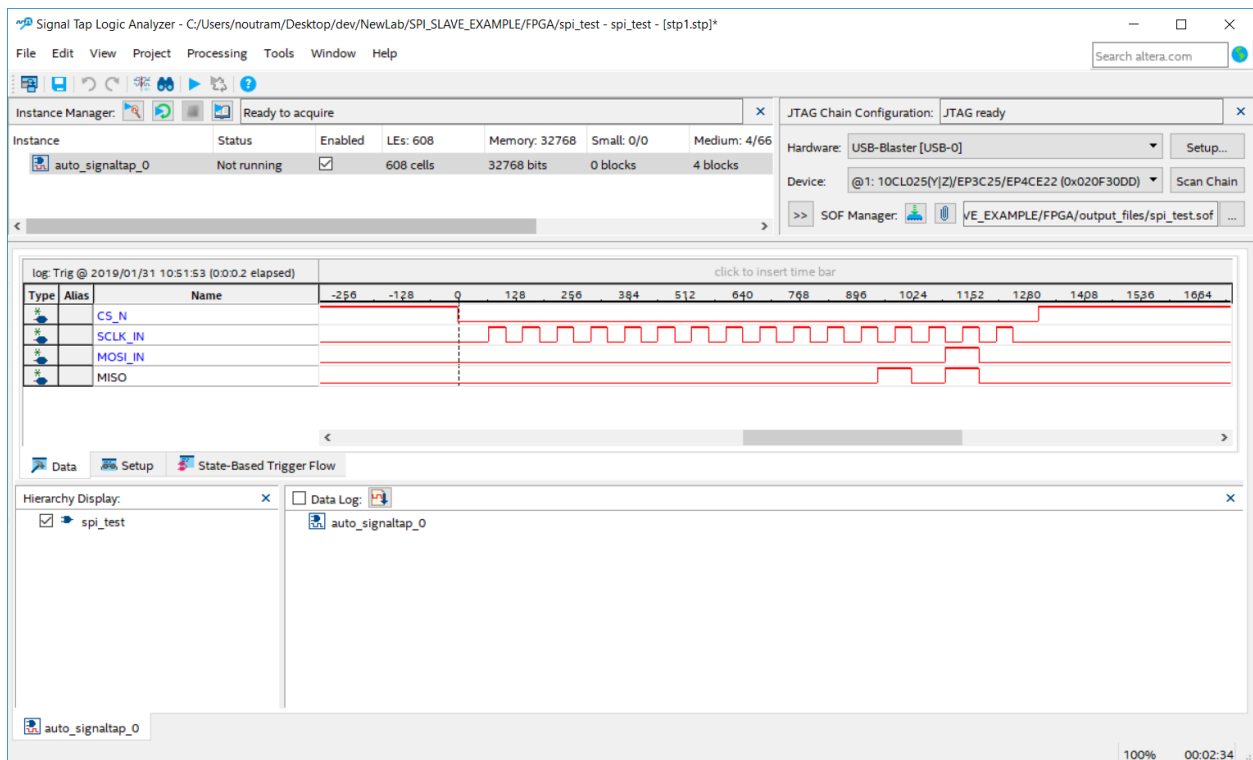 Signal Tap Logic Analyzer - C:/Users/noutram/Desktop/dev/NewLab/SPI_SLAVE_EXAMPLE/FPGA/spi_test - spi_test - [stp1.stp]*
File Edit View Project Processing Tools Window Help
Search altera.com
Instance Manager: Ready to acquire
JTAG Chain Configuration: JTAG ready
Instance Status Enabled LEs: 608 Memory: 32768 Small: 0/0 Medium: 4/66
auto_signaltap_0 Not running 608 cells 32768 bits 0 blocks 4 blocks
Hardware: USB-Blaster [USB-0] Setup...
Device: @1: 10CL025(Y|Z)/EP3C25/EP4CE22 (0x020F30DD) Scan Chain
>> SOF Manager: VE_EXAMPLE/FPGA/output_files/spi_test.sof ...
log: Trig @ 2019/01/31 10:51:53 (0:0:0.2 elapsed) click to insert time bar
Type Alias Name -256 -128 0 128 256 384 512 640 768 896 1024 1152 1280 1408 1536 1664
CS_N
SCLK_IN
MOSI_IN
MISO
Data Setup State-Based Trigger Flow
Hierarchy Display: Data Log:
spi_test auto_signaltap_0
auto_signaltap_0
100% 00:02:34